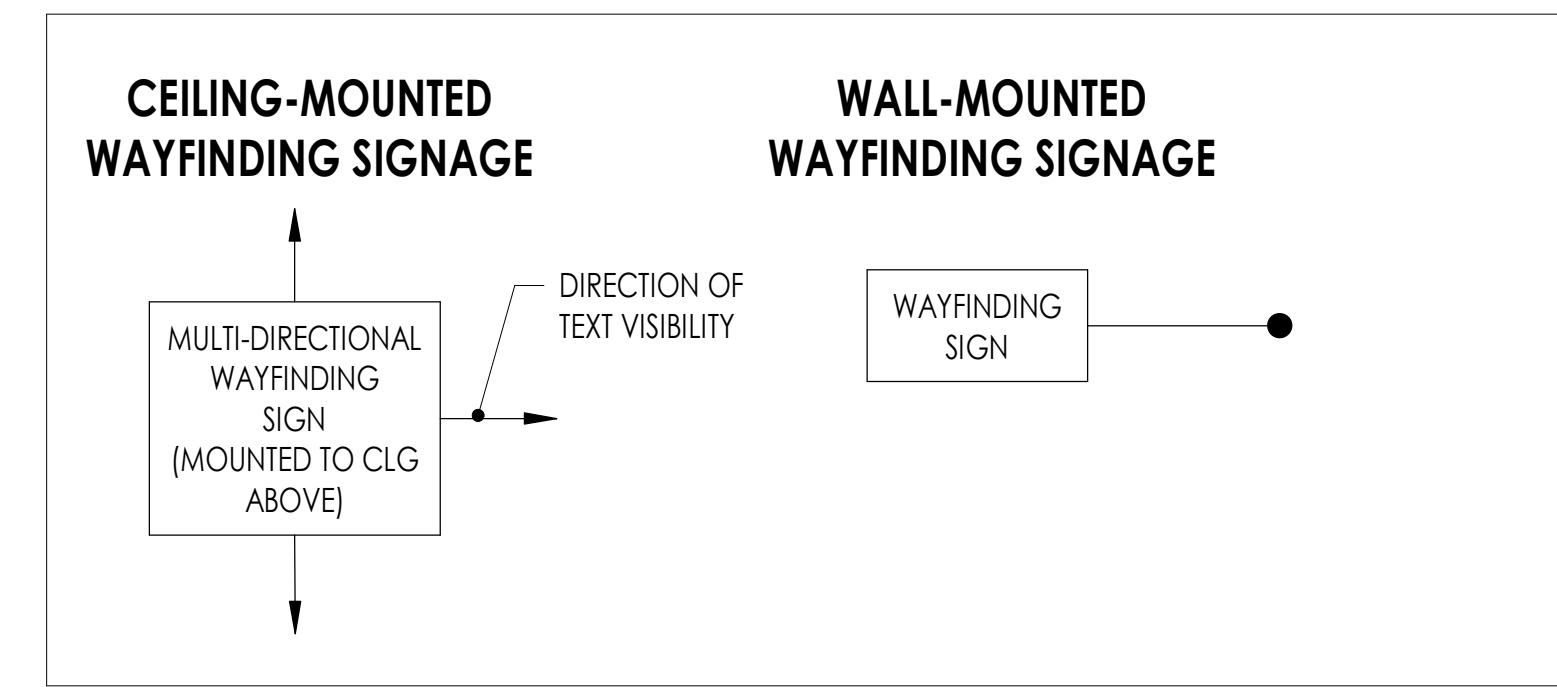 CEILING-MOUNTED
WAYFINDING SIGNAGE
MULTI-DIRECTIONAL
WAYFINDING
SIGN
(MOUNTED TO CLG
ABOVE)
DIRECTION OF
TEXT VISIBILITY
WALL-MOUNTED
WAYFINDING SIGNAGE
WAYFINDING
SIGN